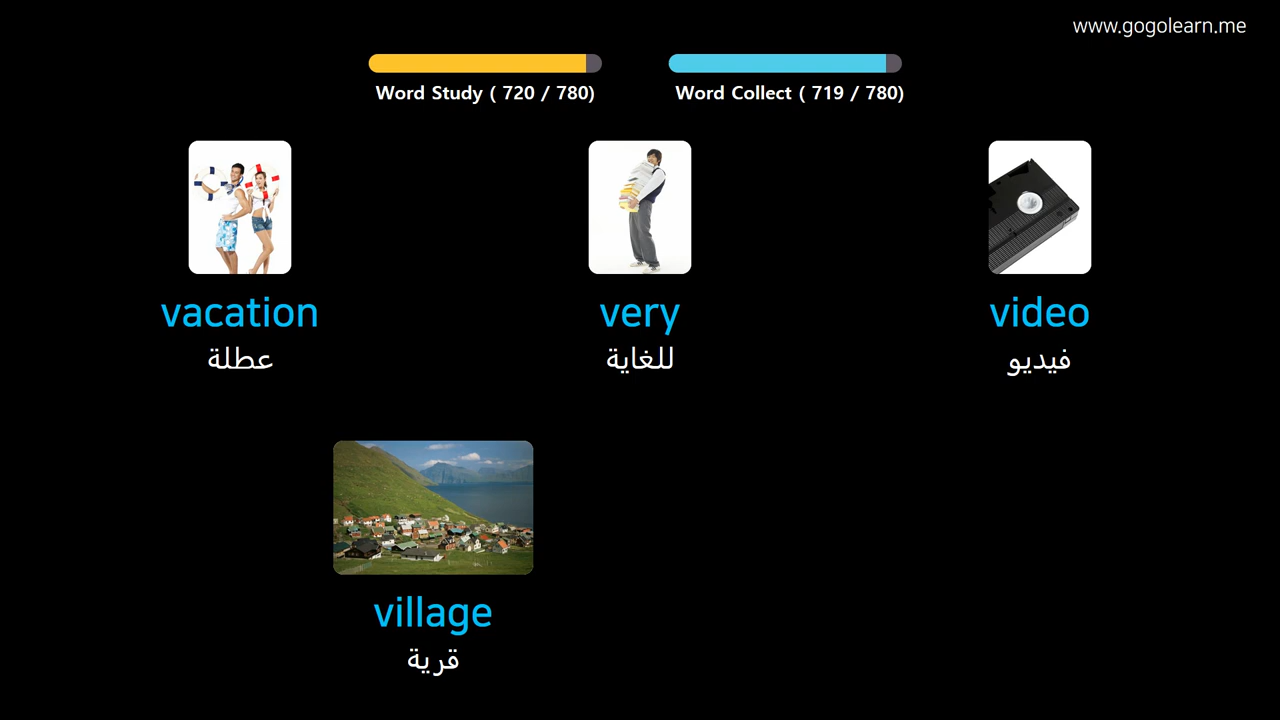 www.gogolearn.me
Word Study ( 720 / 780)
Word Collect ( 719 / 780)
vacation
عطلة
very
للغاية
video
فيديو
village
قرية